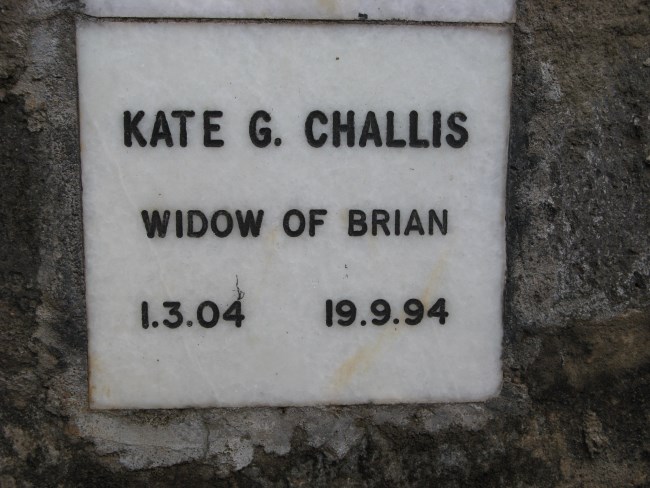 KATE G. CHALLIS
WIDOW OF BRIAN
1.3.04 19.9.94